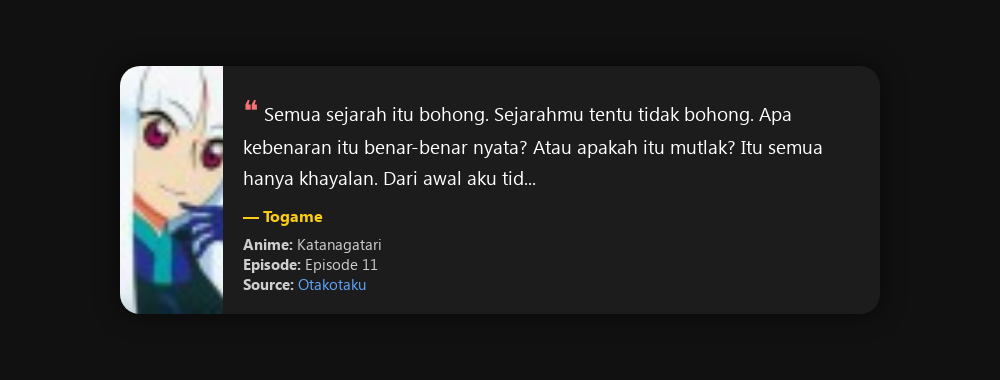 ❝ Semua sejarah itu bohong. Sejarahmu tentu tidak bohong. Apa
kebenaran itu benar-benar nyata? Atau apakah itu mutlak? Itu semua
hanya khayalan. Dari awal aku tid...
— Togame
Anime: Katanagatari
Episode: Episode 11
Source: Otakotaku